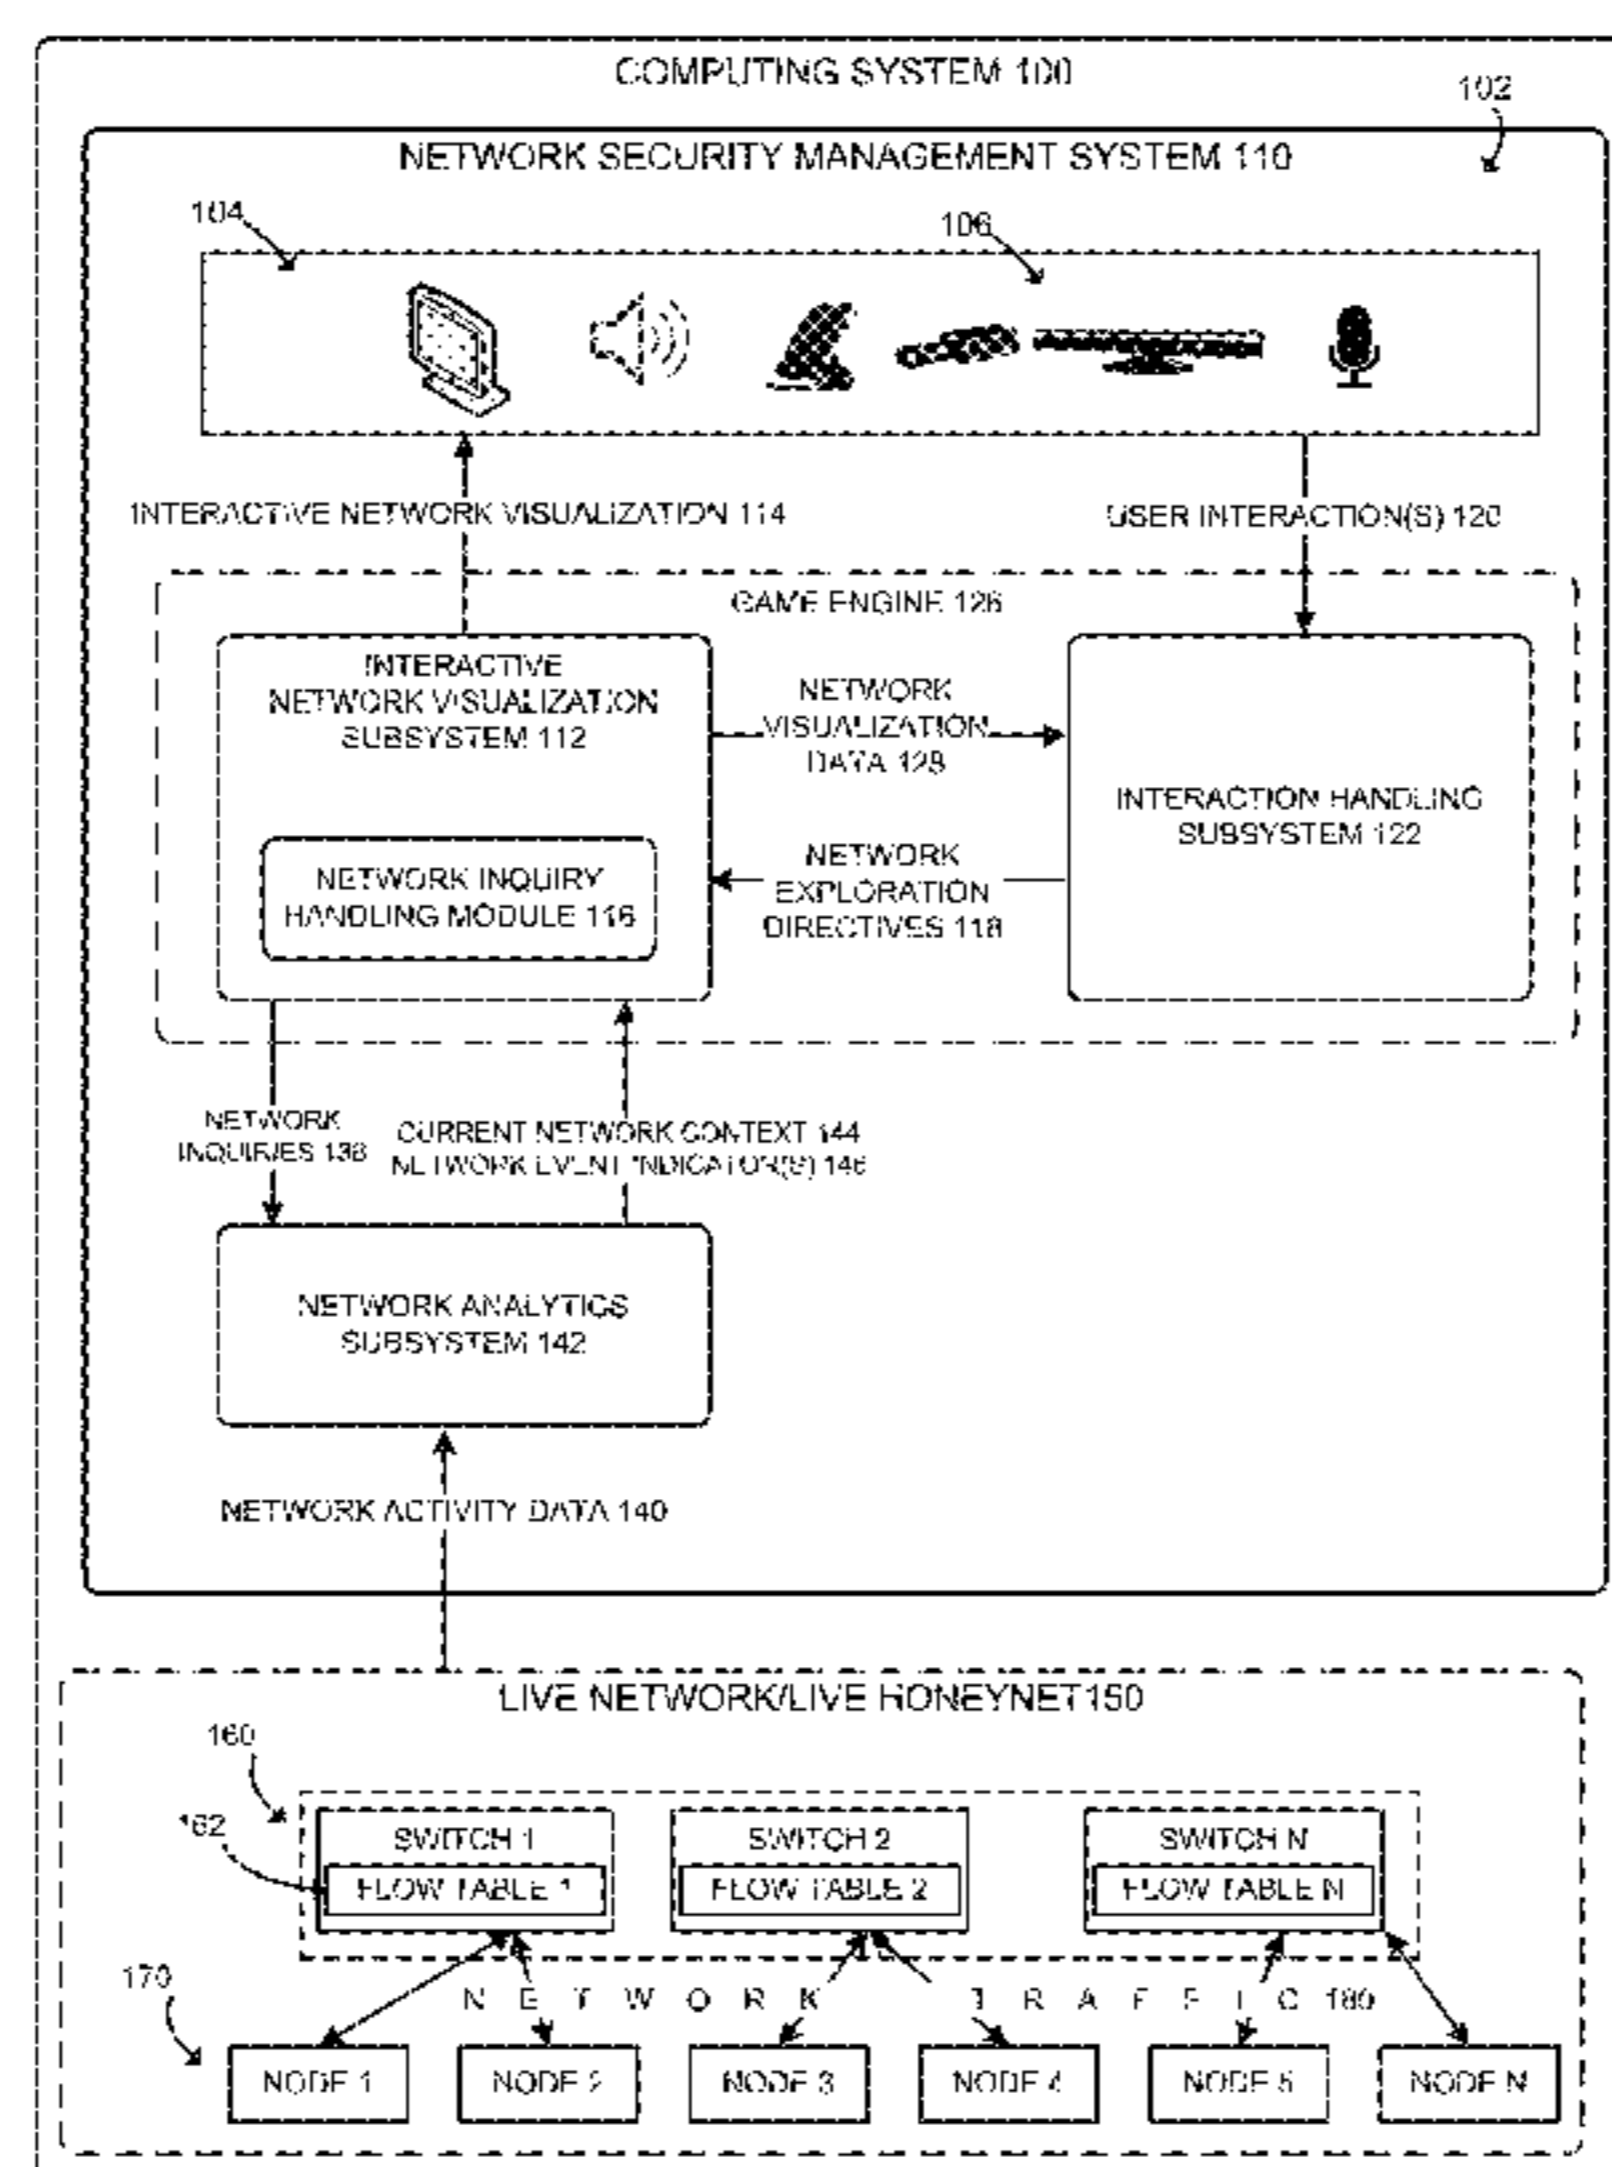 COMPUTING SYSTEM 100
102
NETWORK SECURITY MANAGEMENT SYSTEM 110
104
106
INTERACTIVE NETWORK VISUALIZATION 114
USER INTERACTION(S) 120
GAME ENGINE 126
INTERACTIVE
NETWORK VISUALIZATION
SUBSYSTEM 112
NETWORK
VISUALIZATION
DATA 128
INTERACTION HANDLING
SUBSYSTEM 122
NETWORK INQUIRY
HANDLING MODULE 116
NETWORK
EXPLORATION
DIRECTIVES 118
NETWORK
INQUIRIES 138
CURRENT NETWORK CONTEXT 144
NETWORK EVENT INDICATOR(S) 146
NETWORK ANALYTICS
SUBSYSTEM 142
NETWORK ACTIVITY DATA 140
LIVE NETWORK/LIVE HONEYNET150
160
162
SWITCH 1
FLOW TABLE 1
SWITCH 2
FLOW TABLE 2
SWITCH N
FLOW TABLE N
170
NETWORK TRAFFIC 180
NODE 1
NODE 2
NODE 3
NODE 4
NODE 5
NODE N